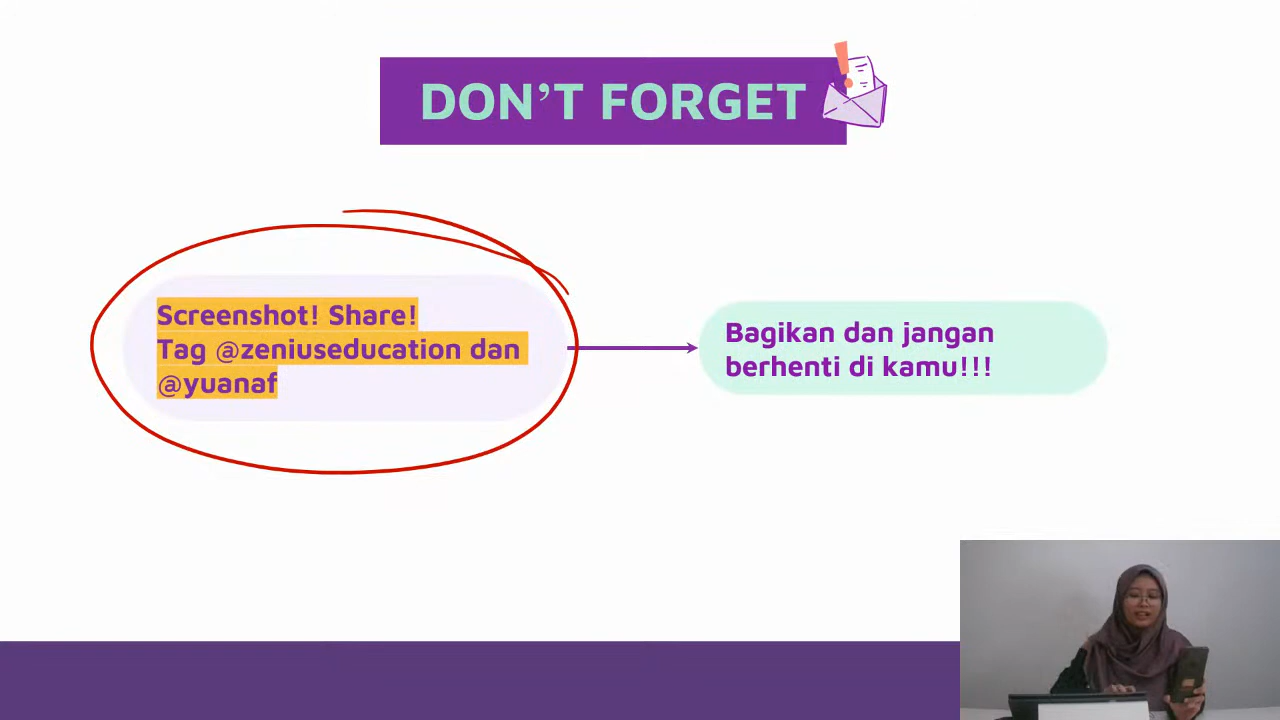 DON’T FORGET
Screenshot! Share!
Tag @zeniuseducation dan
@yuanaf
Bagikan dan jangan
berhenti di kamu!!!